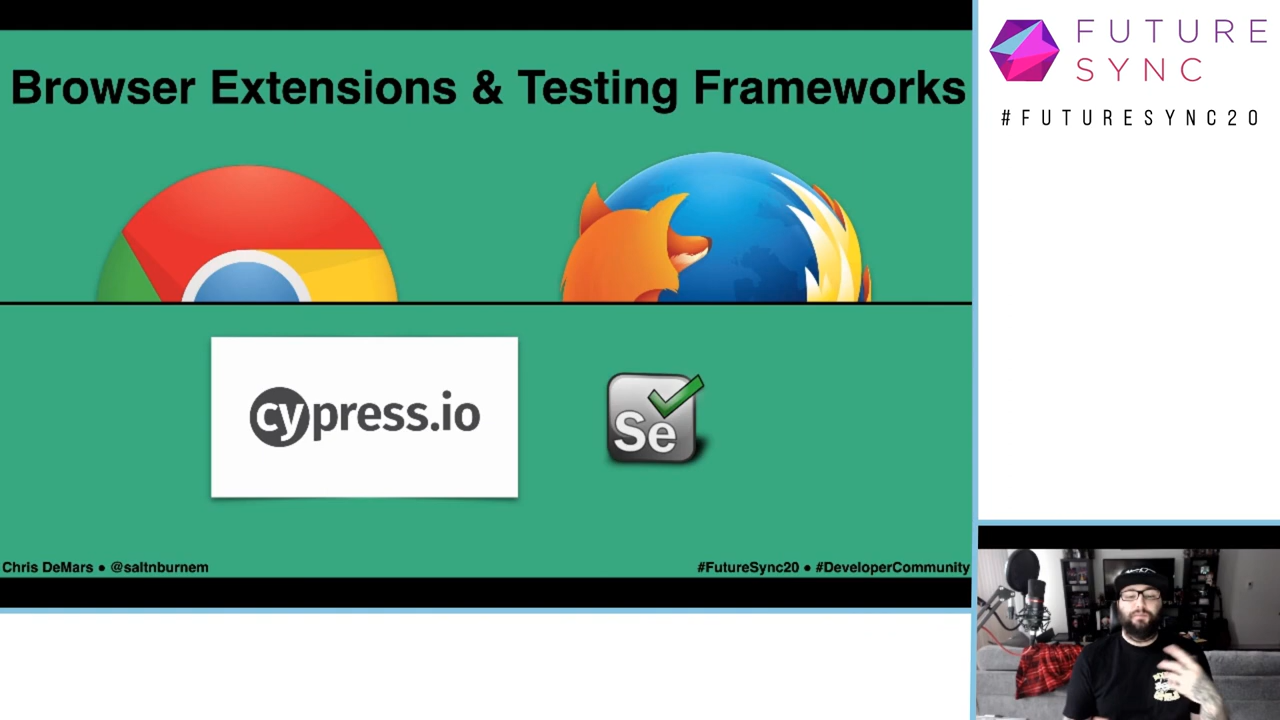 Browser Extensions & Testing Frameworks
cypress.io
Se
Chris DeMars ● @saltnburnem
#FutureSync20 ● #DeveloperCommunity
FUTURE
SYNC
#FUTURESYNC20